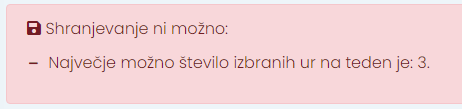 Shranjevanje ni možno:
– Največje možno število izbranih ur na teden je: 3.